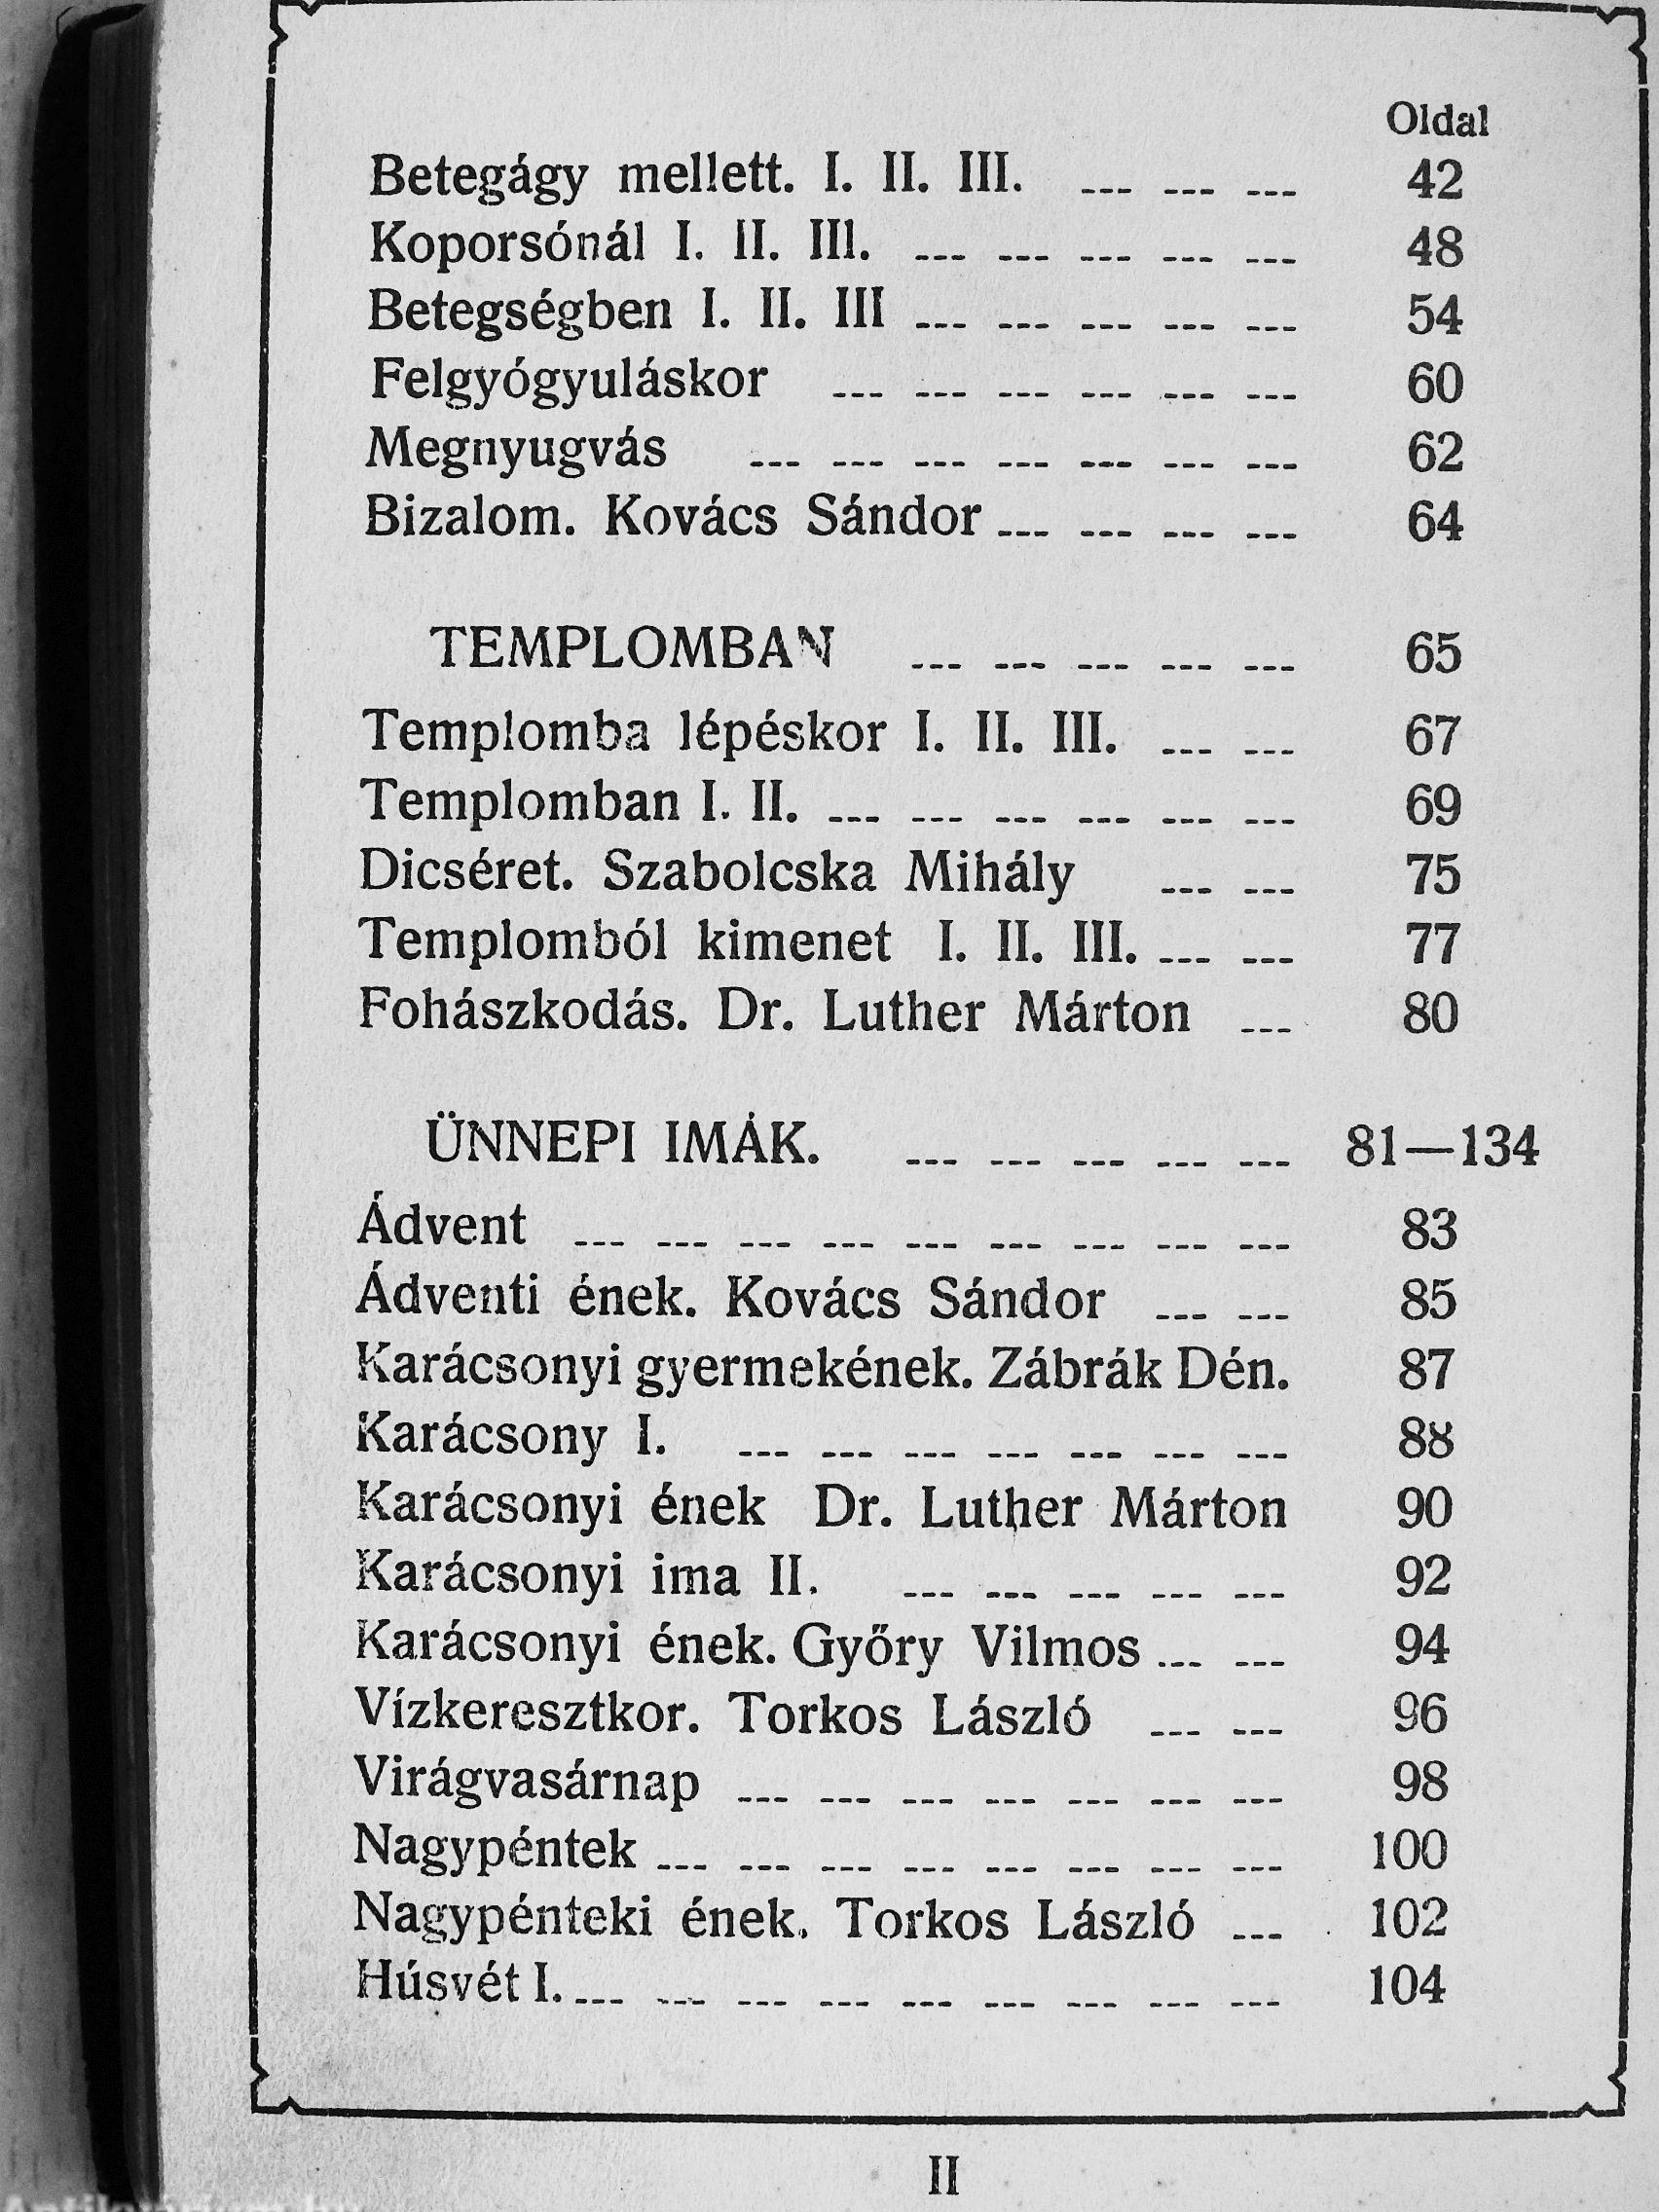 Oldal
Betegágy mellett. I. II. III. --- --- --- 42
Koporsónál I. II. III. --- --- --- --- --- 48
Betegségben I. II. III --- --- --- --- --- 54
Felgyógyuláskor --- --- --- --- --- --- 60
Megnyugvás --- --- --- --- --- --- --- 62
Bizalom. Kovács Sándor --- --- --- --- 64
TEMPLOMBAN --- --- --- --- --- 65
Templomba lépéskor I. II. III. --- --- 67
Templomban I. II. --- --- --- --- --- --- 69
Dicséret. Szabolcska Mihály --- --- 75
Templomból kimenet I. II. III. --- --- 77
Fohászkodás. Dr. Luther Márton --- 80
ÜNNEPI IMÁK. --- --- --- --- --- 81—134
Ádvent --- --- --- --- --- --- --- --- --- 83
Ádventi ének. Kovács Sándor --- --- 85
Karácsonyi gyermekének. Zábrák Dén. 87
Karácsony I. --- --- --- --- --- --- --- 88
Karácsonyi ének Dr. Luther Márton 90
Karácsonyi ima II. --- --- --- --- --- 92
Karácsonyi ének. Győry Vilmos --- --- 94
Vízkeresztkor. Torkos László --- --- 96
Virágvasárnap --- --- --- --- --- --- --- 98
Nagypéntek --- --- --- --- --- --- --- --- 100
Nagypénteki ének. Torkos László --- 102
Húsvét I. --- --- --- --- --- --- --- --- --- 104
II